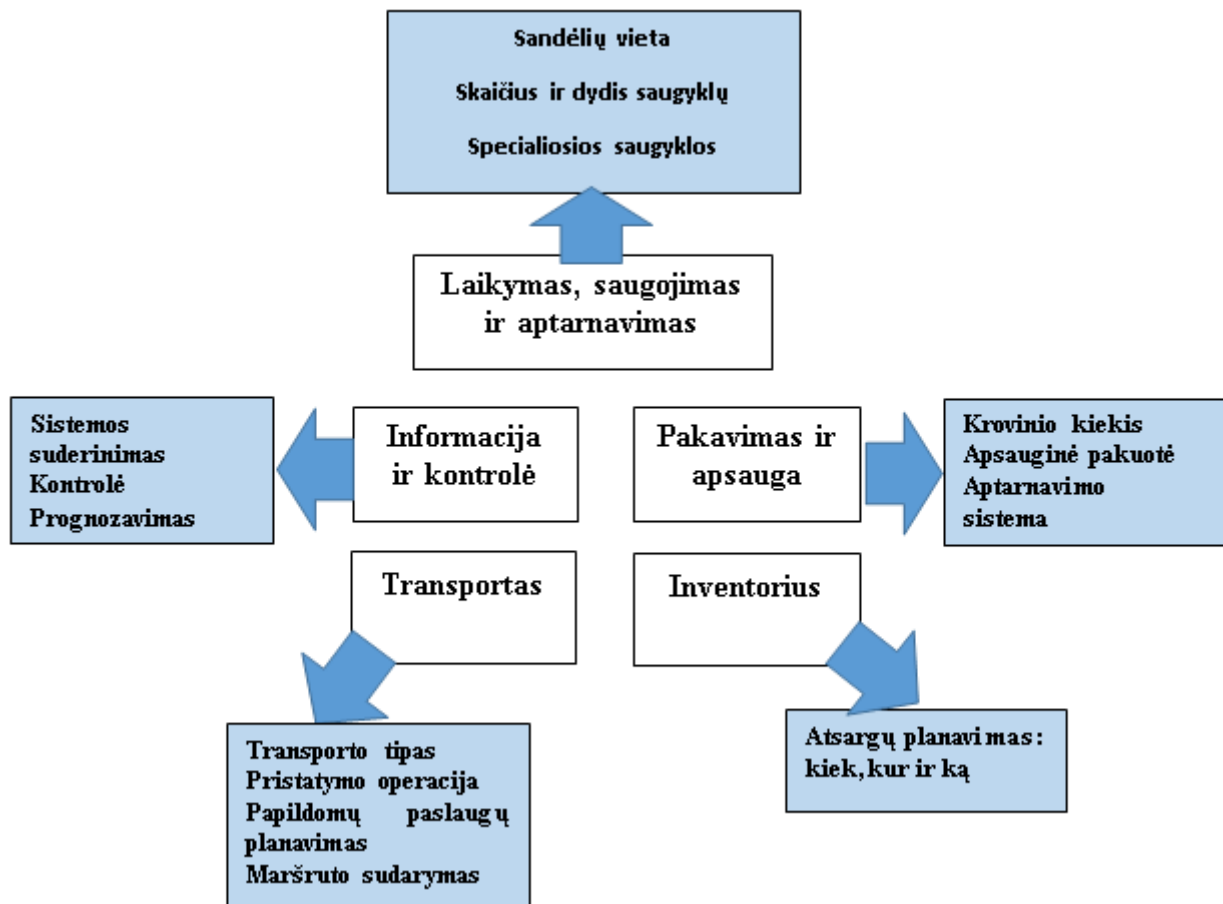 Sandėlių vieta
Skaičius ir dydis saugyklų
Specialiosios saugyklos
Laikymas, saugojimas
ir aptarnavimas
Sistemos
suderinimas
Kontrolė
Prognozavimas
Informacija
ir kontrolė
Pakavimas ir
apsauga
Krovinio kiekis
Apsauginė pakuotė
Aptarnavimo
sistema
Transportas
Inventorius
Transporto tipas
Pristatymo operacija
Papildomų paslaugų
planavimas
Maršruto sudarymas
Atsargų planavimas:
kiek, kur ir ką